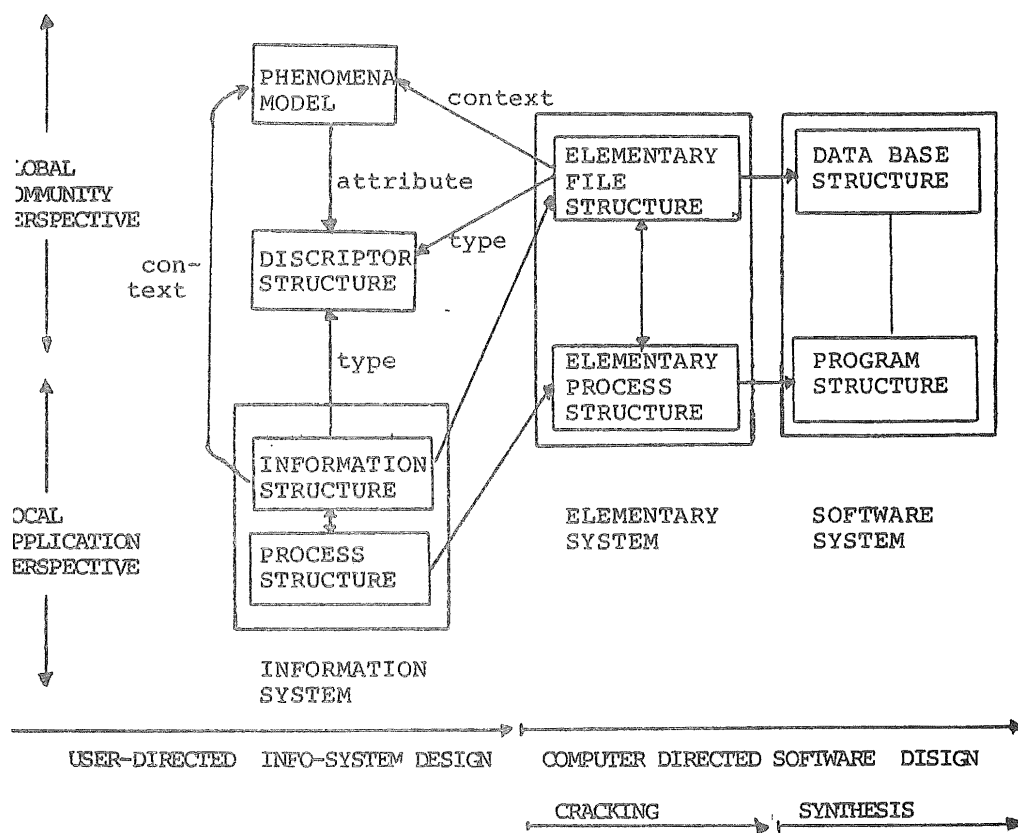 PHENOMENA
MODEL
context
ELEMENTARY
FILE
STRUCTURE
DATA BASE
STRUCTURE
LOBAL
OMMUNITY
ERSPECTIVE
attribute
type
con-
text
DISCRIPTOR
STRUCTURE
type
ELEMENTARY
PROCESS
STRUCTURE
PROGRAM
STRUCTURE
INFORMATION
STRUCTURE
OCAL
PPLICATION
ERSPECTIVE
PROCESS
STRUCTURE
ELEMENTARY
SYSTEM
SOFTWARE
SYSTEM
INFORMATION
SYSTEM
USER-DIRECTED INFO-SYSTEM DESIGN
COMPUTER DIRECTED SOFTWARE DISIGN
CRACKING
SYNTHESIS